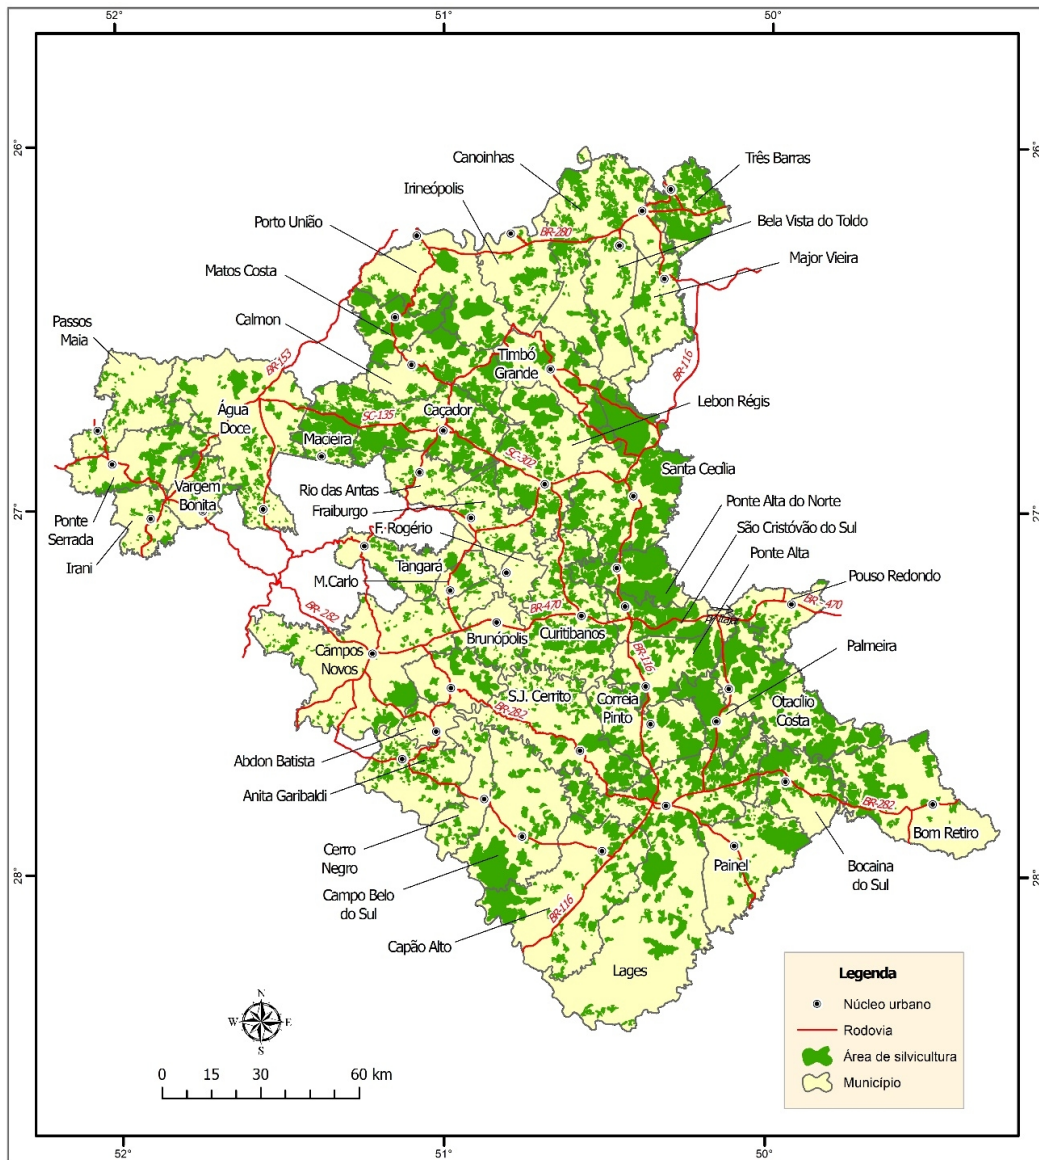 52°
51°
50°
26°
26°
Canoinhas
Três Barras
Irineópolis
Bela Vista do Toldo
Porto União
BR-280
Major Vieira
Matos Costa
Passos
Maia
Calmon
BR-153
Timbó
Grande
BR-116
Lebon Régis
Água
Doce
SC-135
Caçador
Macieira
SC-302
Santa Cecília
Vargem
Bonita
Rio das Antas
Fraiburgo
Ponte Alta do Norte
27°
27°
Ponte
Serrada
F. Rogério
São Cristóvão do Sul
Irani
Tangará
Ponte Alta
M.Carlo
Pouso Redondo
BR-282
BR-470
BR-470
Brunópolis
Curitibanos
Palmeira
Campos
Novos
BR-116
S.J. Cerrito
Correia
Pinto
Otacílio
Costa
BR-282
Abdon Batista
Anita Garibaldi
BR-282
Bom Retiro
Cerro
Negro
Painel
Bocaina
do Sul
28°
28°
Campo Belo
do Sul
BR-116
Capão Alto
Lages
Legenda
Núcleo urbano
Rodovia
Área de silvicultura
Município
N
W
E
S
0 15 30 60 km
52°
51°
50°